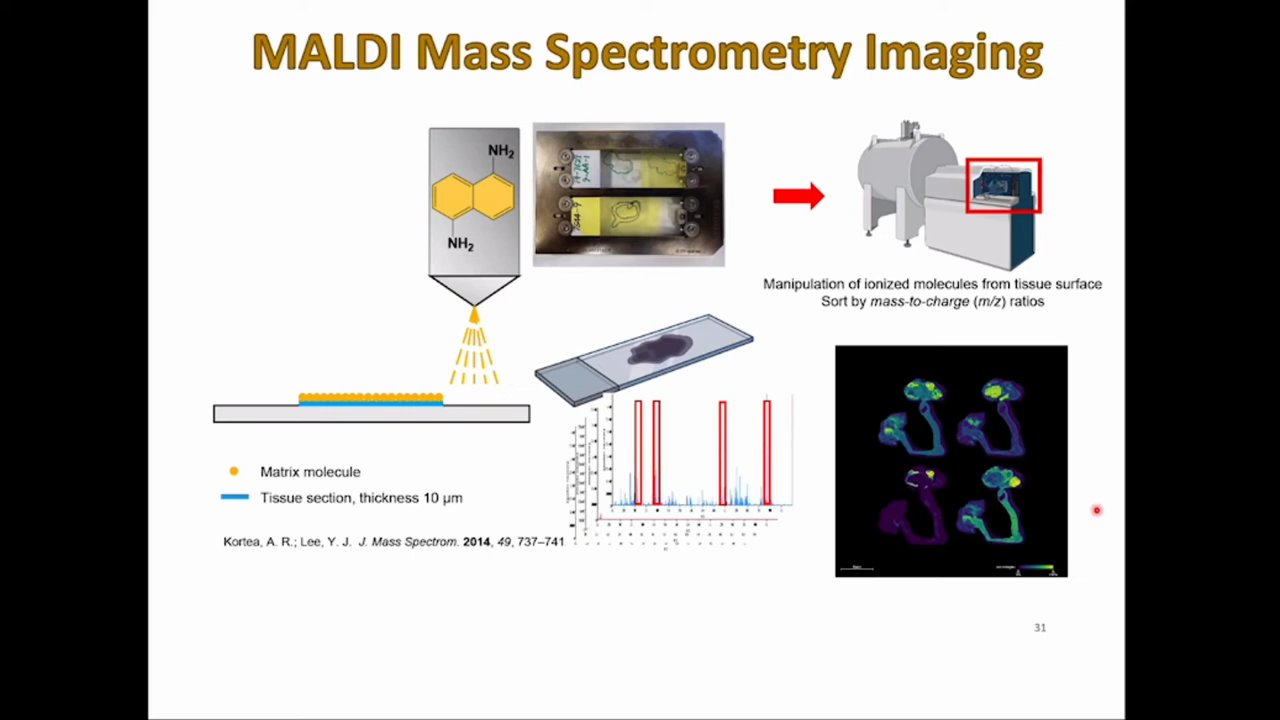 MALDI Mass Spectrometry Imaging
NH2
NH2
Manipulation of ionized molecules from tissue surface
Sort by mass-to-charge (m/z) ratios
Matrix molecule
Tissue section, thickness 10 µm
Kortea, A. R.; Lee, Y. J. J. Mass Spectrom. 2014, 49, 737–741
31